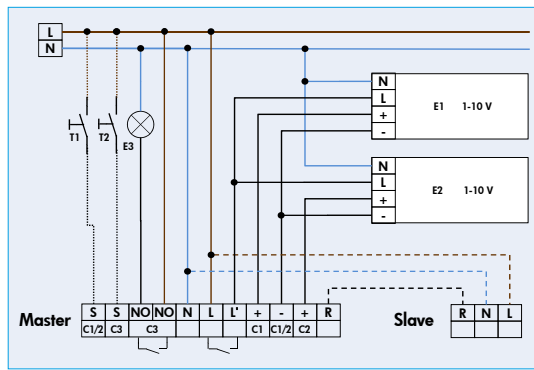 L
N
N
L
E1 1-10 V
+
-
T1 T2 E3
N
L
E2 1-10 V
+
-
Master S S NO NO N L L' + - + R Slave R N L
C1/2 C3 C3 C1 C1/2 C2